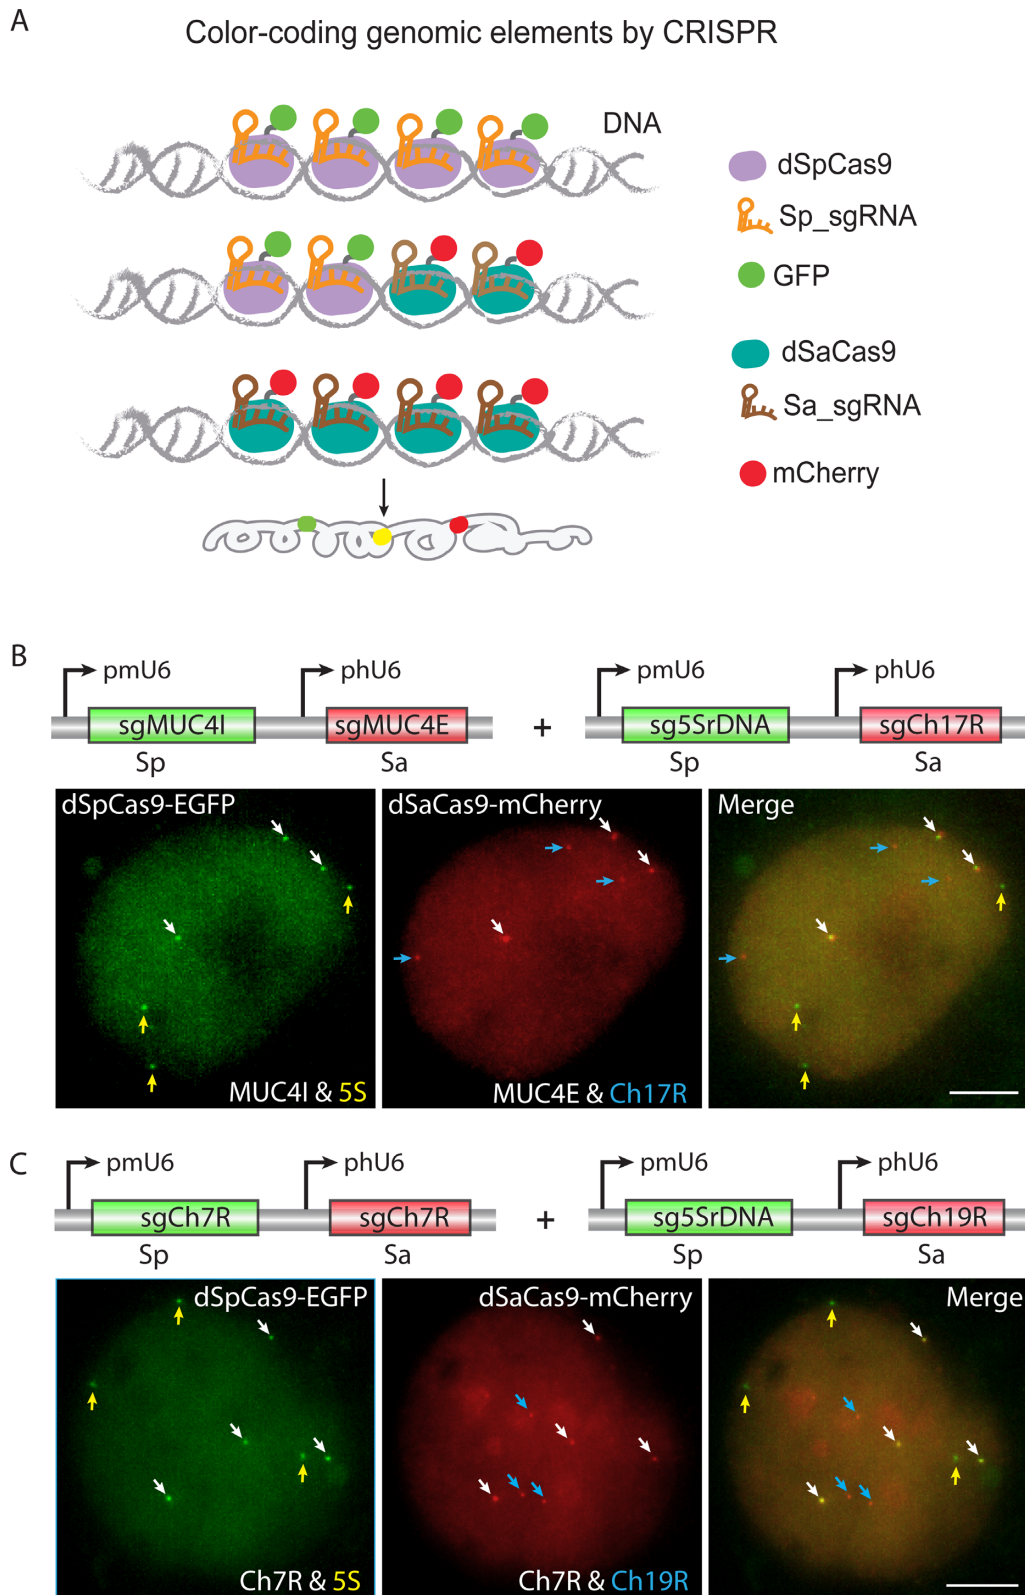 A
Color-coding genomic elements by CRISPR
DNA
dSpCas9
Sp_sgRNA
GFP
dSaCas9
Sa_sgRNA
mCherry
B
pmU6 phU6 pmU6 phU6
sgMUC4I sgMUC4E + sg5SrDNA sgCh17R
Sp Sa Sp Sa
dSpCas9-EGFP dSaCas9-mCherry Merge
MUC4I & 5S MUC4E & Ch17R
C
pmU6 phU6 pmU6 phU6
sgCh7R sgCh7R + sg5SrDNA sgCh19R
Sp Sa Sp Sa
dSpCas9-EGFP dSaCas9-mCherry Merge
Ch7R & 5S Ch7R & Ch19R